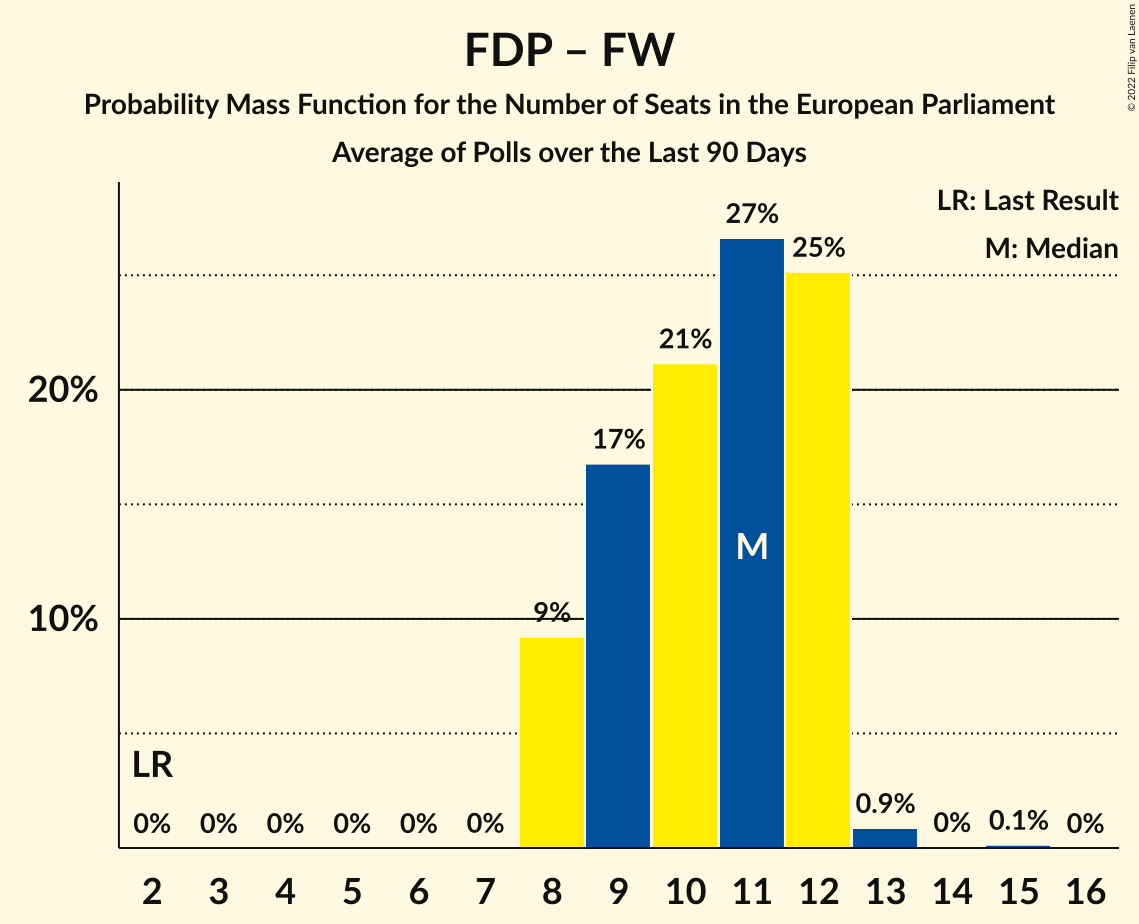 FDP – FW
Probability Mass Function for the Number of Seats in the European Parliament
Average of Polls over the Last 90 Days
© 2022 Filip van Laenen
LR: Last Result
M: Median
27%
25%
21%
20%
17%
M
9%
10%
LR
0% 0% 0% 0% 0% 0% 0.9% 0% 0.1% 0%
2 3 4 5 6 7 8 9 10 11 12 13 14 15 16